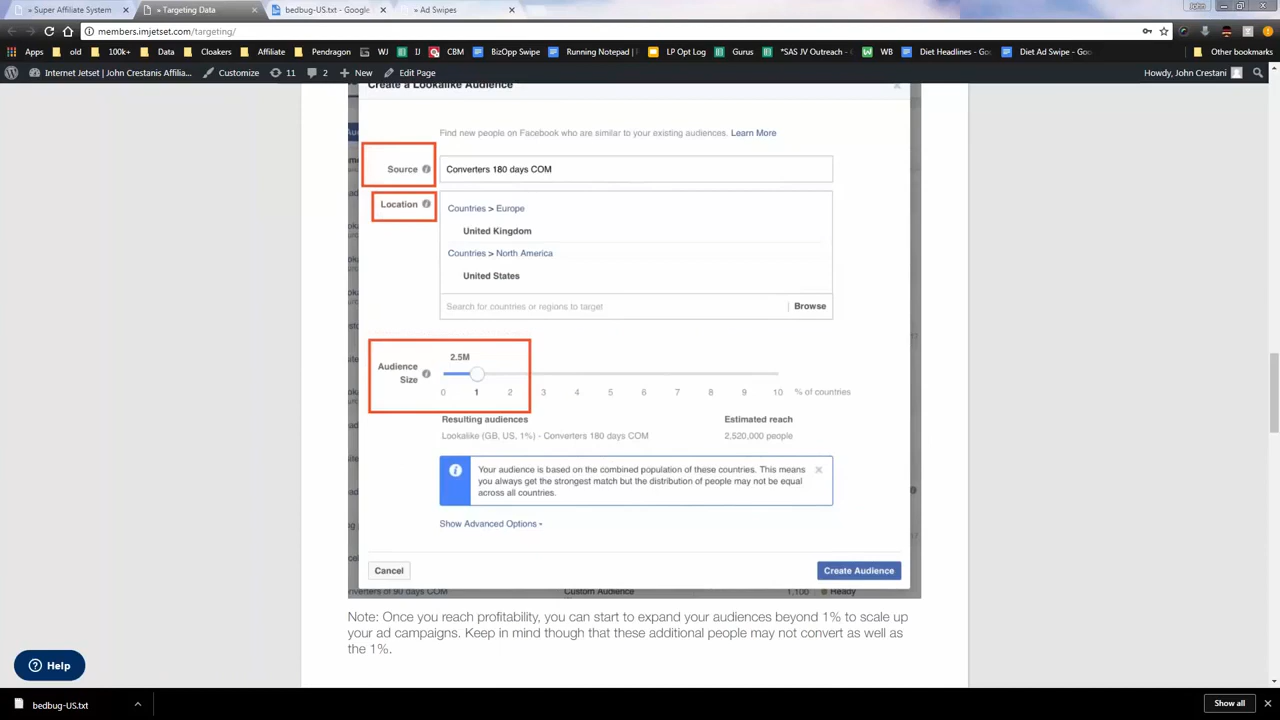 » Super Affiliate System
» Targeting Data
bedbug-US.txt - Google
» Ad Swipes
John
members.imjetset.com/targeting/
Apps
old
100k+
Data
Cloakers
Affiliate
Pendragon
WJ
IJ
CBM
BizOpp Swipe
Running Notepad
LP Opt Log
Gurus
*SAS JV Outreach - G
WB
Diet Headlines - Go
Diet Ad Swipe - Goo
Other bookmarks
Internet Jetset | John Crestanis Affilia...
Customize
11
2
New
Edit Page
Howdy, John Crestani
Create a Lookalike Audience
Find new people on Facebook who are similar to your existing audiences. Learn More
Source
Converters 180 days COM
Location
Countries > Europe
United Kingdom
Countries > North America
United States
Search for countries or regions to target
Browse
2.5M
Audience
Size
0 1 2 3 4 5 6 7 8 9 10 % of countries
Resulting audiences
Estimated reach
Lookalike (GB, US, 1%) - Converters 180 days COM
2,520,000 people
Your audience is based on the combined population of these countries. This means
you always get the strongest match but the distribution of people may not be equal
across all countries.
Show Advanced Options
Cancel
Create Audience
Custom Audience
1,100
Ready
Note: Once you reach profitability, you can start to expand your audiences beyond 1% to scale up
your ad campaigns. Keep in mind though that these additional people may not convert as well as
the 1%.
Help
bedbug-US.txt
Show all